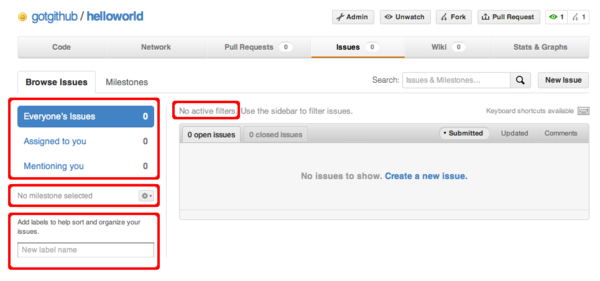 gotgithub / helloworld
Admin Unwatch Fork Pull Request 1 1
Code Network Pull Requests 0 Issues 0 Wiki 0 Stats & Graphs
Browse Issues Milestones Search: Issues & Milestones... New Issue
Everyone's Issues 0
Assigned to you 0
Mentioning you 0
No milestone selected
Add labels to help sort and organize your
issues.
New label name
No active filters. Use the sidebar to filter issues. Keyboard shortcuts available
0 open issues 0 closed issues Submitted Updated Comments
No issues to show. Create a new issue.